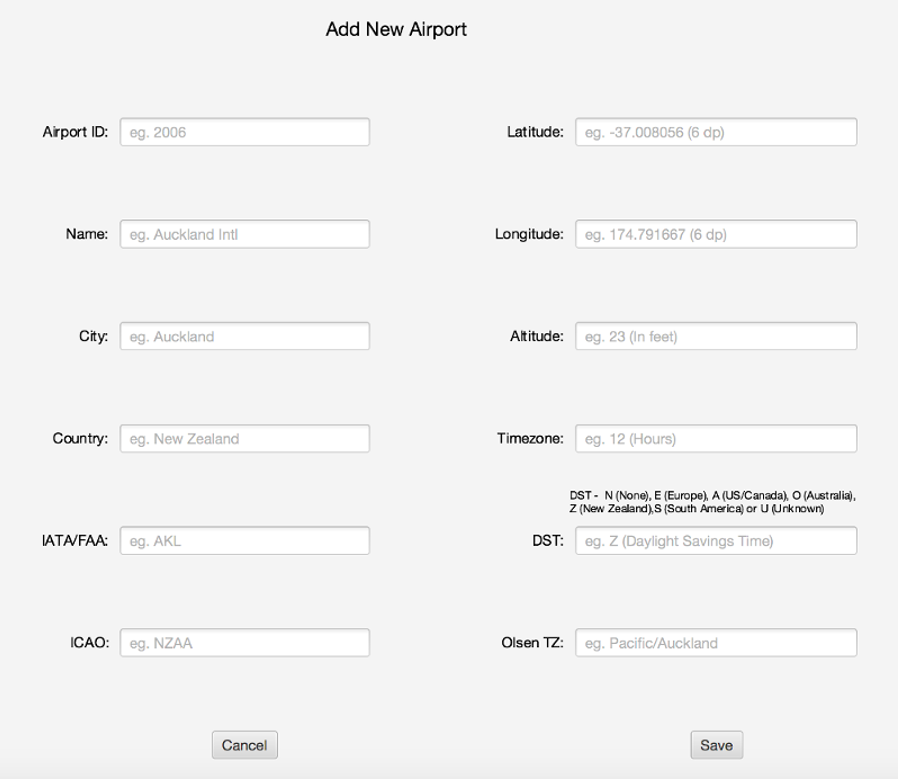 Add New Airport
Airport ID: eg. 2006
Latitude: eg. -37.008056 (6 dp)
Name: eg. Auckland Intl
Longitude: eg. 174.791667 (6 dp)
City: eg. Auckland
Altitude: eg. 23 (In feet)
Country: eg. New Zealand
Timezone: eg. 12 (Hours)
DST - N (None), E (Europe), A (US/Canada), O (Australia),
Z (New Zealand),S (South America) or U (Unknown)
IATA/FAA: eg. AKL
DST: eg. Z (Daylight Savings Time)
ICAO: eg. NZAA
Olsen TZ: eg. Pacific/Auckland
Cancel
Save